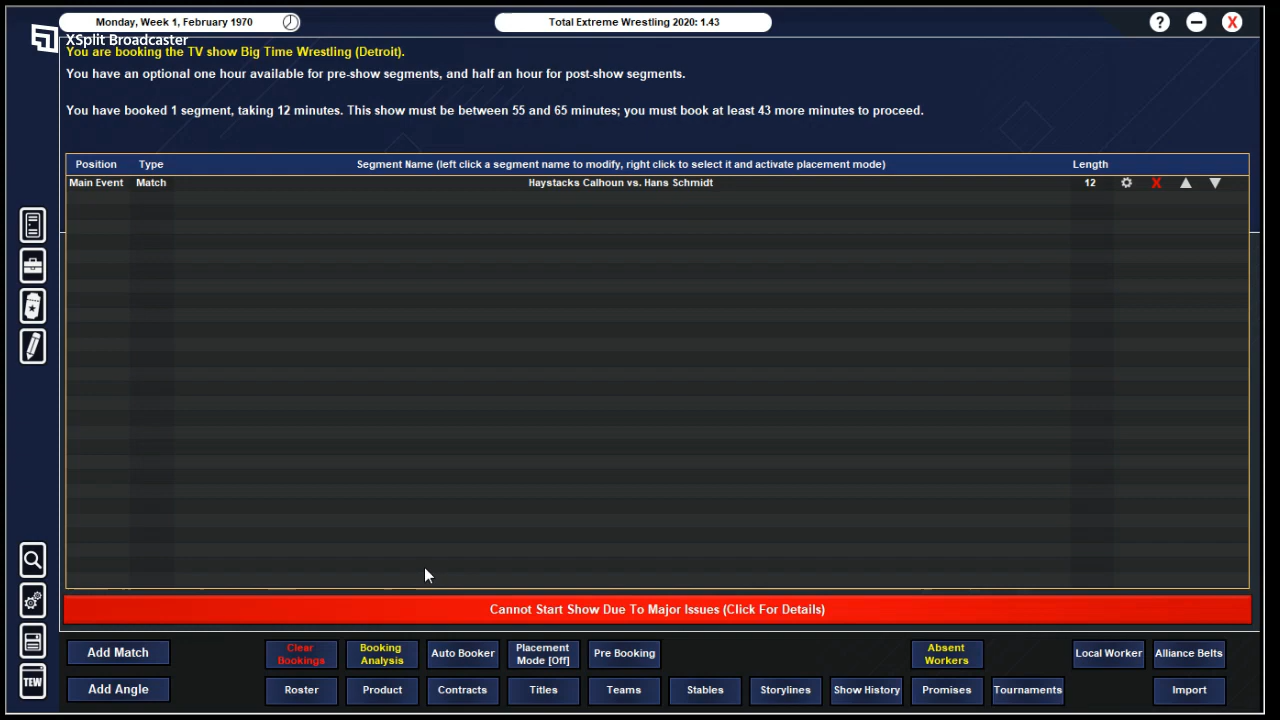 Monday, Week 1, February 1970
Total Extreme Wrestling 2020: 1.43
?
X
XSplit Broadcaster
You are booking the TV show Big Time Wrestling (Detroit).
You have an optional one hour available for pre-show segments, and half an hour for post-show segments.
You have booked 1 segment, taking 12 minutes. This show must be between 55 and 65 minutes; you must book at least 43 more minutes to proceed.
Position Type Segment Name (left click a segment name to modify, right click to select it and activate placement mode) Length
Main Event Match Haystacks Calhoun vs. Hans Schmidt 12 X
Cannot Start Show Due To Major Issues (Click For Details)
Add Match
Clear Bookings
Booking Analysis
Auto Booker
Placement Mode [Off]
Pre Booking
Absent Workers
Local Worker
Alliance Belts
TEW
Add Angle
Roster
Product
Contracts
Titles
Teams
Stables
Storylines
Show History
Promises
Tournaments
Import